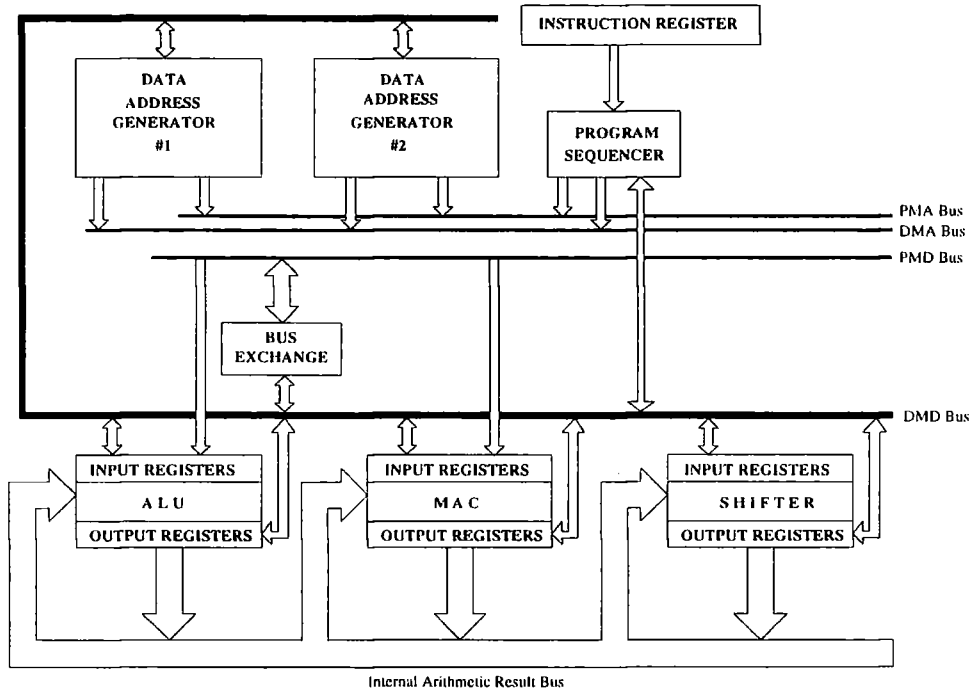 INSTRUCTION REGISTER
DATA
ADDRESS
GENERATOR
#1
DATA
ADDRESS
GENERATOR
#2
PROGRAM
SEQUENCER
PMA Bus
DMA Bus
PMD Bus
BUS
EXCHANGE
DMD Bus
INPUT REGISTERS
ALU
OUTPUT REGISTERS
INPUT REGISTERS
MAC
OUTPUT REGISTERS
INPUT REGISTERS
SHIFTER
OUTPUT REGISTERS
Internal Arithmetic Result Bus